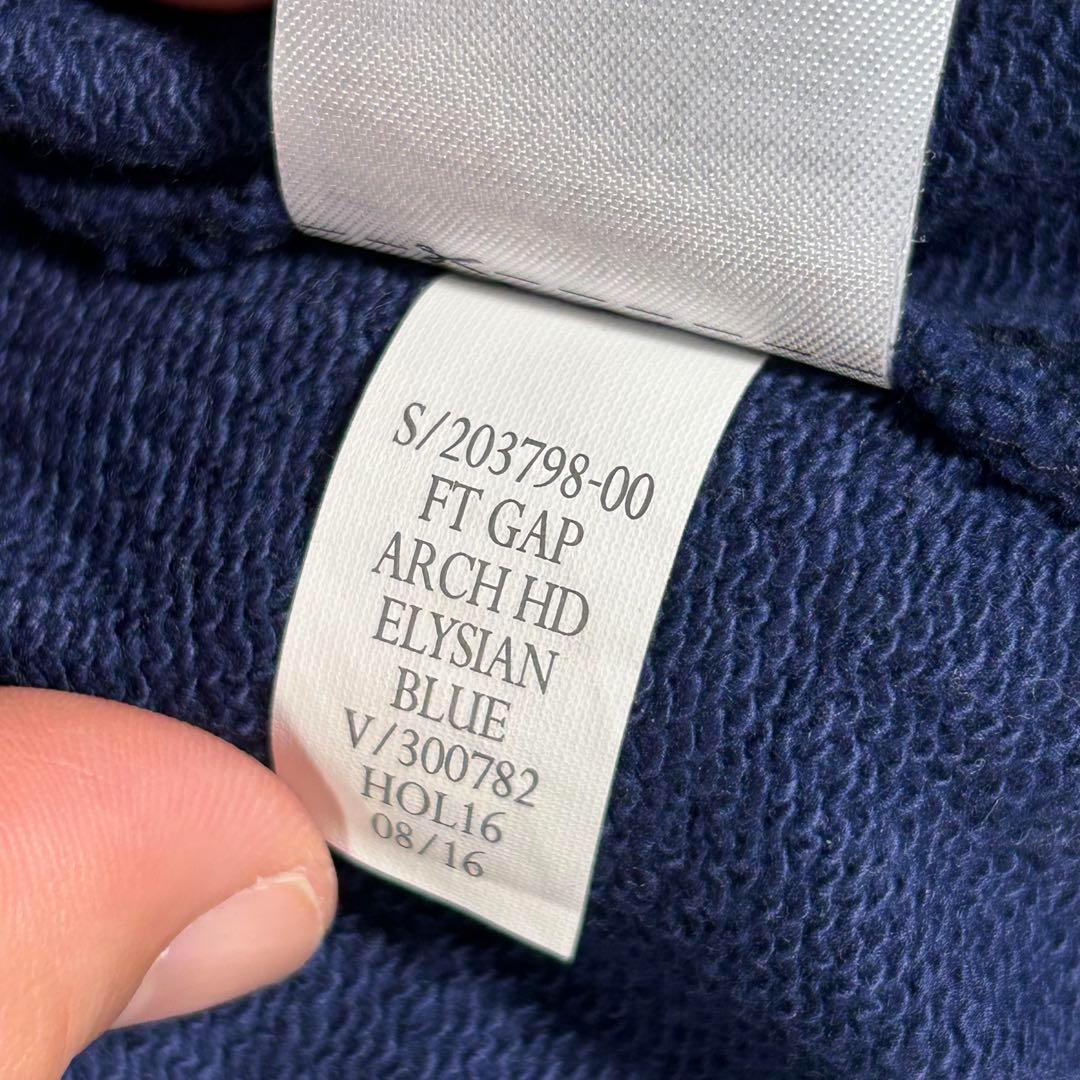 S/203798-00
FT GAP
ARCH HD
ELYSIAN
BLUE
V/300782
HOL16
08/16